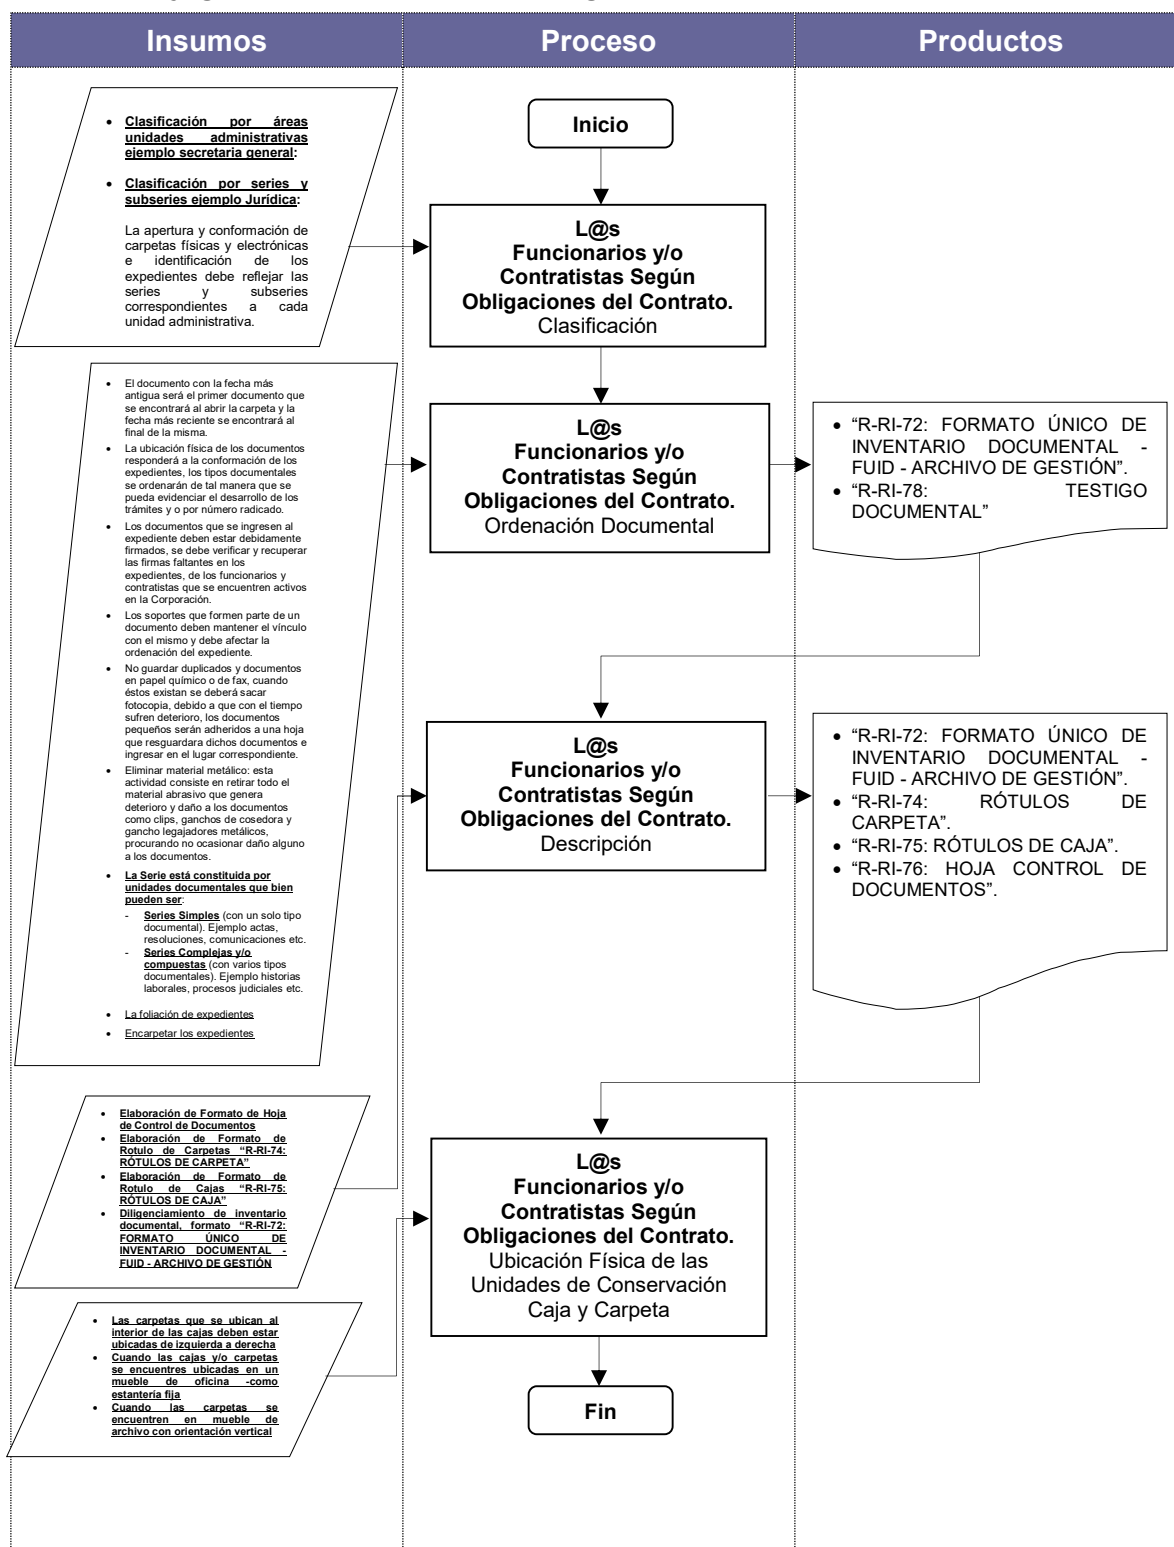 Insumos
Proceso
Productos
Inicio
• Clasificación por áreas
unidades administrativas
ejemplo secretaria general:
• Clasificación por series y
subseries ejemplo Jurídica:
La apertura y conformación de
carpetas físicas y electrónicas
e identificación de los
expedientes debe reflejar las
series y subseries
correspondientes a cada
unidad administrativa.
L@s
Funcionarios y/o
Contratistas Según
Obligaciones del Contrato.
Clasificación
• El documento con la fecha más
antigua será el primer documento que
se encontrará al abrir la carpeta y la
fecha más reciente se encontrará al
final de la misma.
• La ubicación física de los documentos
responderá a la conformación de los
expedientes, los tipos documentales
se ordenarán de tal manera que se
pueda evidenciar el desarrollo de los
trámites y o por número radicado.
• Los documentos que se ingresen al
expediente deben estar debidamente
firmados, se debe verificar y recuperar
las firmas faltantes en los
expedientes, de los funcionarios y
contratistas que se encuentren activos
en la Corporación.
• Los soportes que formen parte de un
documento deben mantener el vínculo
con el mismo y debe afectar la
ordenación del expediente.
• No guardar duplicados y documentos
en papel químico o de fax, cuando
éstos existan se deberá sacar
fotocopia, debido a que con el tiempo
sufren deterioro, los documentos
pequeños serán adheridos a una hoja
que resguardara dichos documentos e
ingresar en el lugar correspondiente.
• Eliminar material metálico: esta
actividad consiste en retirar todo el
material abrasivo que genera
deterioro y daño a los documentos
como clips, ganchos de cosedora y
gancho legajadores metálicos,
procurando no ocasionar daño alguno
a los documentos.
• La Serie está constituida por
unidades documentales que bien
pueden ser:
- Series Simples (con un solo tipo
documental). Ejemplo actas,
resoluciones, comunicaciones etc.
- Series Complejas y/o
compuestas (con varios tipos
documentales). Ejemplo historias
laborales, procesos judiciales etc.
• La foliación de expedientes
• Encarpetar los expedientes
L@s
Funcionarios y/o
Contratistas Según
Obligaciones del Contrato.
Ordenación Documental
• “R-RI-72: FORMATO ÚNICO DE
INVENTARIO DOCUMENTAL -
FUID - ARCHIVO DE GESTIÓN”.
• “R-RI-78: TESTIGO
DOCUMENTAL”
L@s
Funcionarios y/o
Contratistas Según
Obligaciones del Contrato.
Descripción
• “R-RI-72: FORMATO ÚNICO DE
INVENTARIO DOCUMENTAL -
FUID - ARCHIVO DE GESTIÓN”.
• “R-RI-74: RÓTULOS DE
CARPETA”.
• “R-RI-75: RÓTULOS DE CAJA”.
• “R-RI-76: HOJA CONTROL DE
DOCUMENTOS”.
• Elaboración de Formato de Hoja
de Control de Documentos
• Elaboración de Formato de
Rotulo de Carpetas “R-RI-74:
RÓTULOS DE CARPETA”
• Elaboración de Formato de
Rotulo de Cajas “R-RI-75:
RÓTULOS DE CAJA”
• Diligenciamiento de inventario
documental, formato “R-RI-72:
FORMATO ÚNICO DE
INVENTARIO DOCUMENTAL -
FUID - ARCHIVO DE GESTIÓN
L@s
Funcionarios y/o
Contratistas Según
Obligaciones del Contrato.
Ubicación Física de las
Unidades de Conservación
Caja y Carpeta
• Las carpetas que se ubican al
interior de las cajas deben estar
ubicadas de izquierda a derecha
• Cuando las cajas y/o carpetas
se encuentres ubicadas en un
mueble de oficina -como
estantería fija
• Cuando las carpetas se
encuentren en mueble de
archivo con orientación vertical
Fin